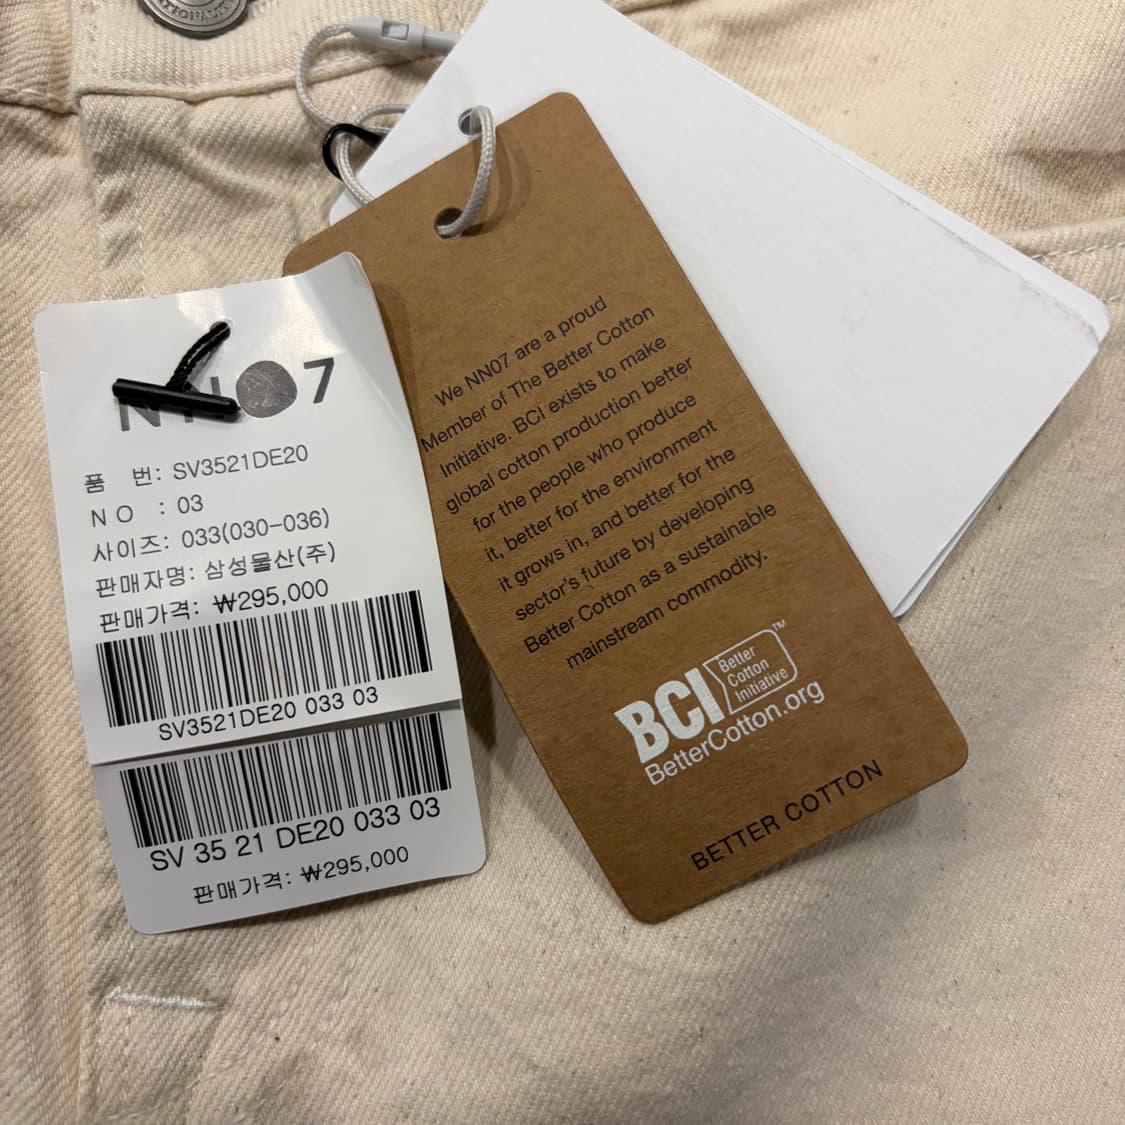 NN07
품 번: SV3521DE20
NO : 03
사이즈: 033(030-036)
판매자명: 삼성물산(주)
판매가격: ₩295,000
SV3521DE20 033 03
SV 35 21 DE20 033 03
판매가격: ₩295,000
We NN07 are a proud
Member of The Better Cotton
Initiative. BCI exists to make
global cotton production better
for the people who produce
it, better for the environment
it grows in, and better for the
sector's future by developing
Better Cotton as a sustainable
mainstream commodity.
BCI Better
Cotton
Initiative™
BetterCotton.org
BETTER COTTON